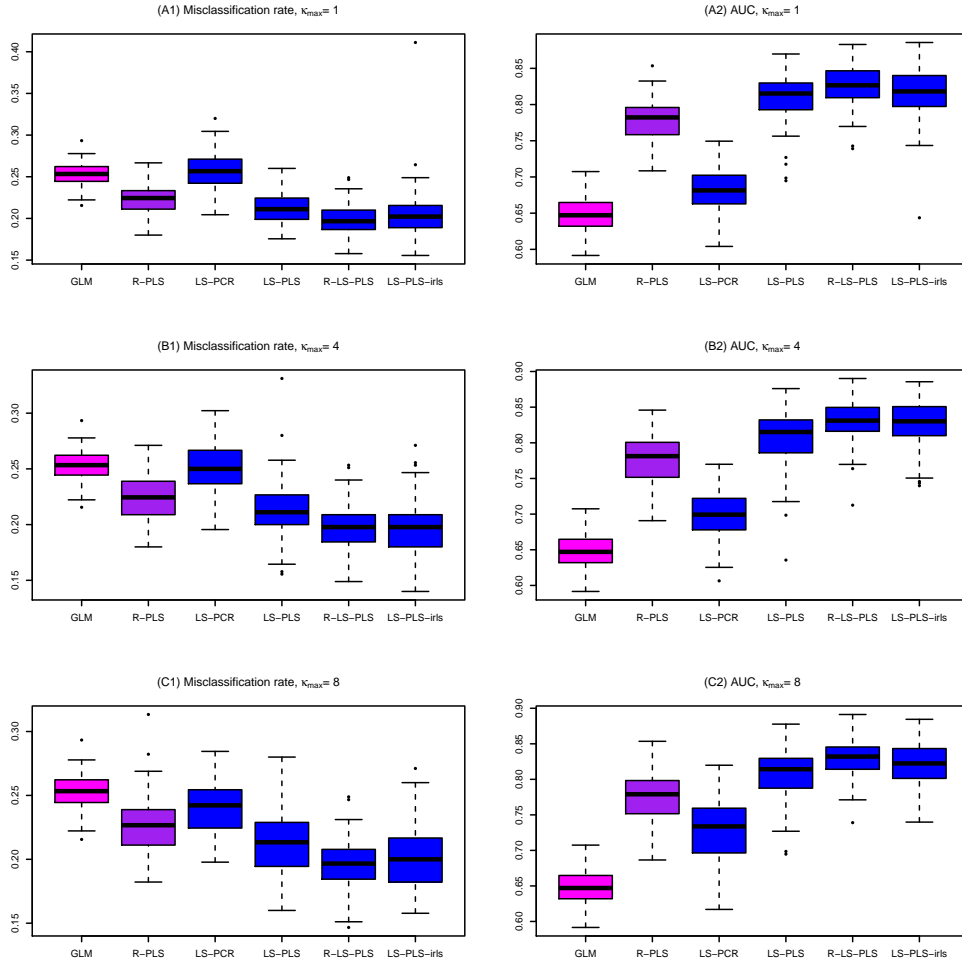 (A1) Misclassification rate, κmax= 1
0.40
0.35
0.30
0.25
0.20
0.15
GLM R−PLS LS−PCR LS−PLS R−LS−PLS LS−PLS−irls
(A2) AUC, κmax= 1
0.85
0.80
0.75
0.70
0.65
0.60
GLM R−PLS LS−PCR LS−PLS R−LS−PLS LS−PLS−irls
(B1) Misclassification rate, κmax= 4
0.30
0.25
0.20
0.15
GLM R−PLS LS−PCR LS−PLS R−LS−PLS LS−PLS−irls
(B2) AUC, κmax= 4
0.90
0.85
0.80
0.75
0.70
0.65
0.60
GLM R−PLS LS−PCR LS−PLS R−LS−PLS LS−PLS−irls
(C1) Misclassification rate, κmax= 8
0.30
0.25
0.20
0.15
GLM R−PLS LS−PCR LS−PLS R−LS−PLS LS−PLS−irls
(C2) AUC, κmax= 8
0.90
0.85
0.80
0.75
0.70
0.65
0.60
GLM R−PLS LS−PCR LS−PLS R−LS−PLS LS−PLS−irls